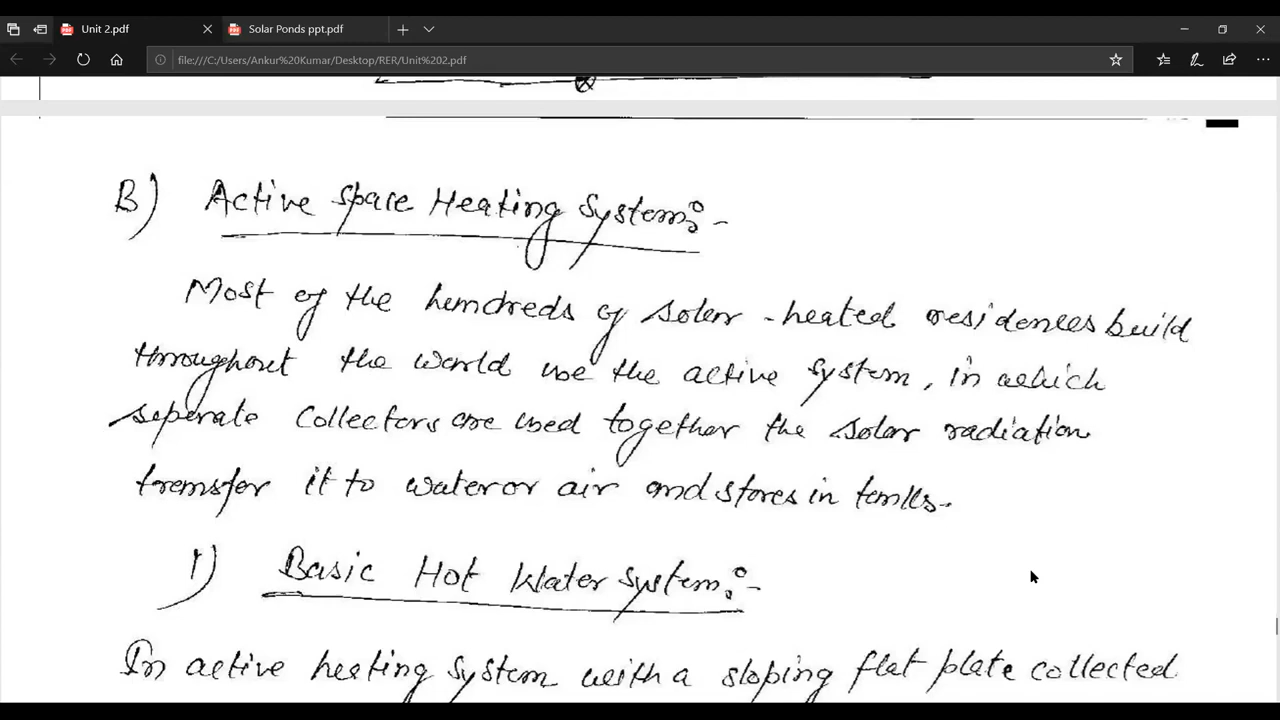 Unit 2.pdf
Solar Ponds ppt.pdf
file:///C:/Users/Ankur%20Kumar/Desktop/RER/Unit%202.pdf
B) Active space Heating System:-
Most of the hundreds of solar-heated residences build
throughout the world use the active system, in which
seperate collectors are used together the solar radiation
transfer it to water or air and stores in tanks.
1) Basic Hot Water system:-
In active heating system with a sloping flat plate collected